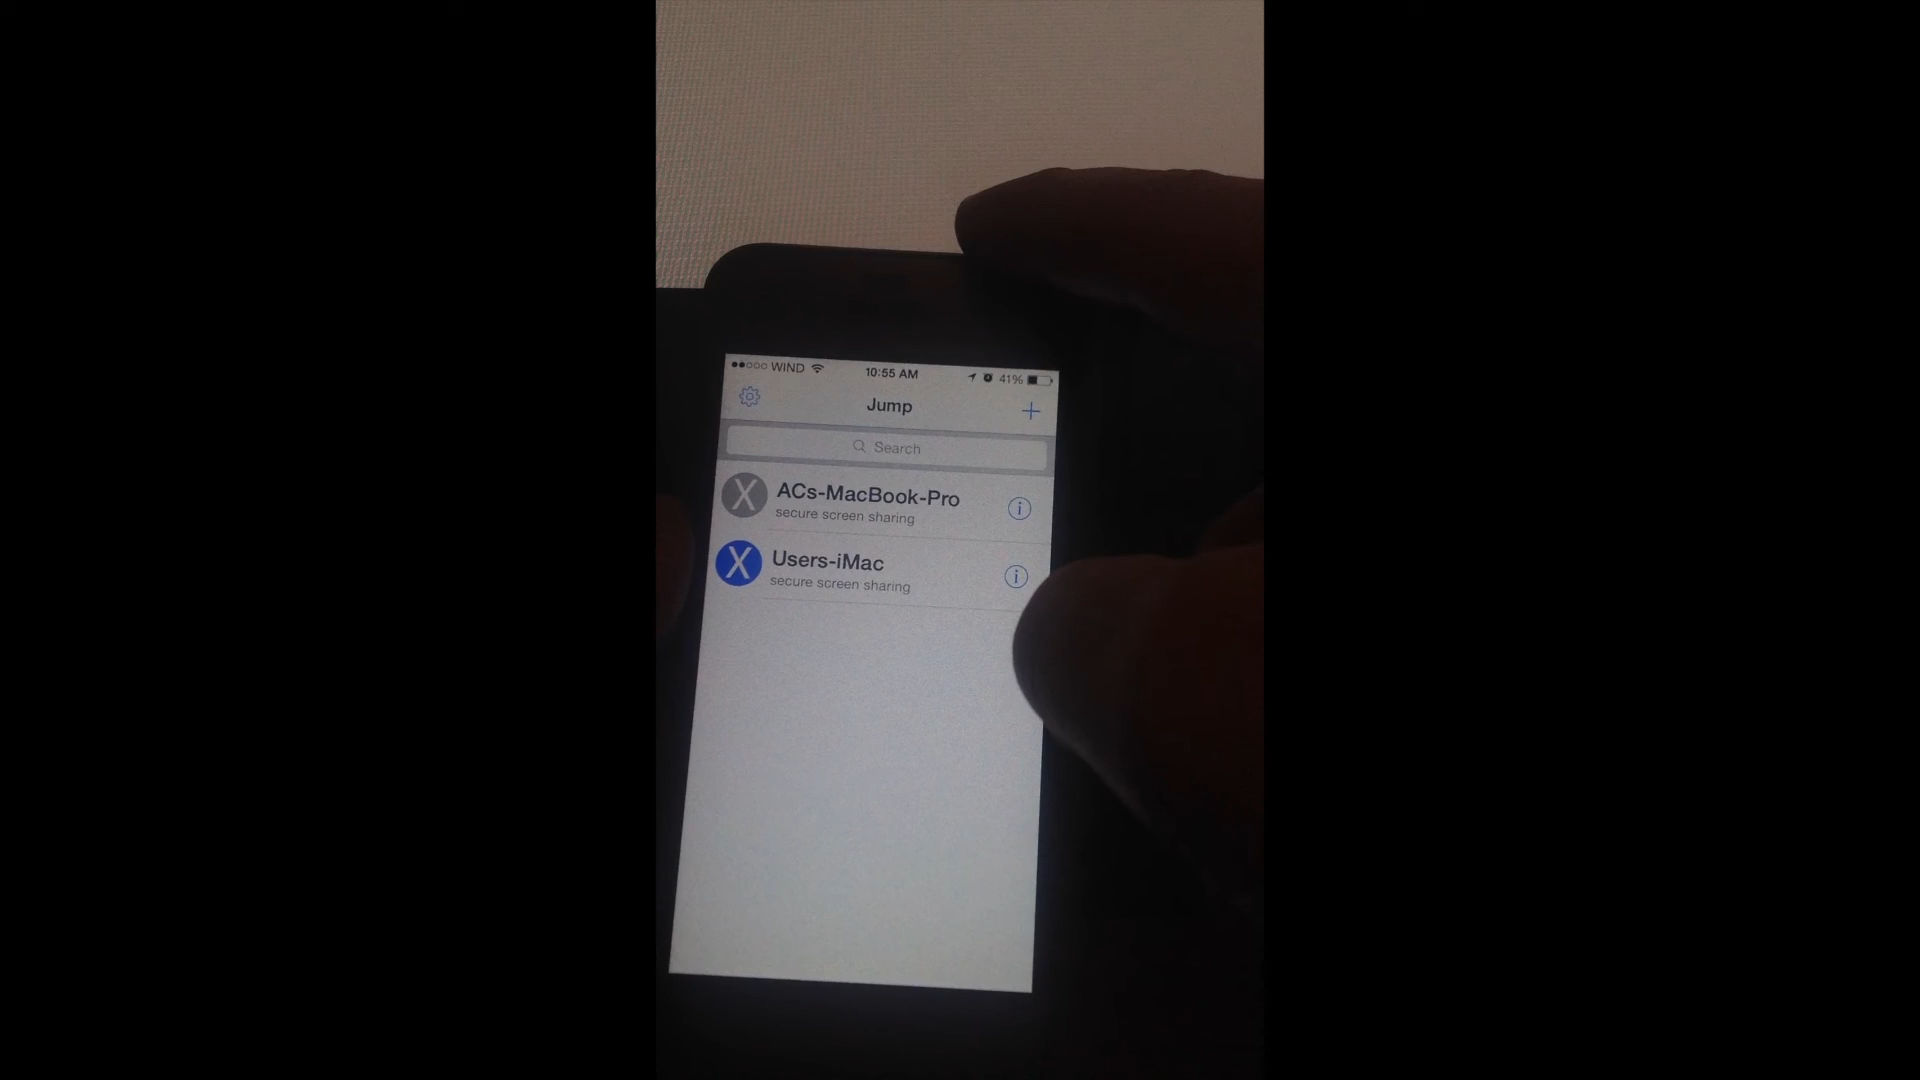 WIND 10:55 AM 41%
Jump
Search
ACs-MacBook-Pro
secure screen sharing
Users-iMac
secure screen sharing